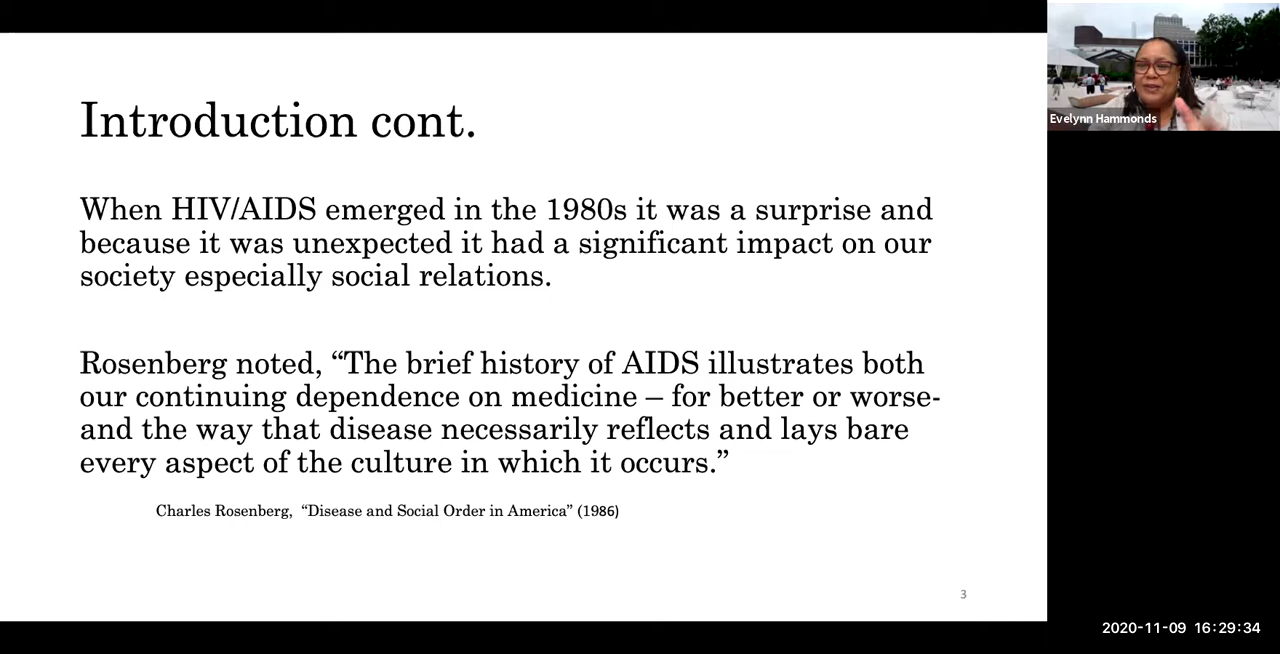 Introduction cont.
When HIV/AIDS emerged in the 1980s it was a surprise and
because it was unexpected it had a significant impact on our
society especially social relations.
Rosenberg noted, “The brief history of AIDS illustrates both
our continuing dependence on medicine – for better or worse-
and the way that disease necessarily reflects and lays bare
every aspect of the culture in which it occurs.”
Charles Rosenberg, “Disease and Social Order in America” (1986)
3
Evelynn Hammonds
2020-11-09 16:29:34